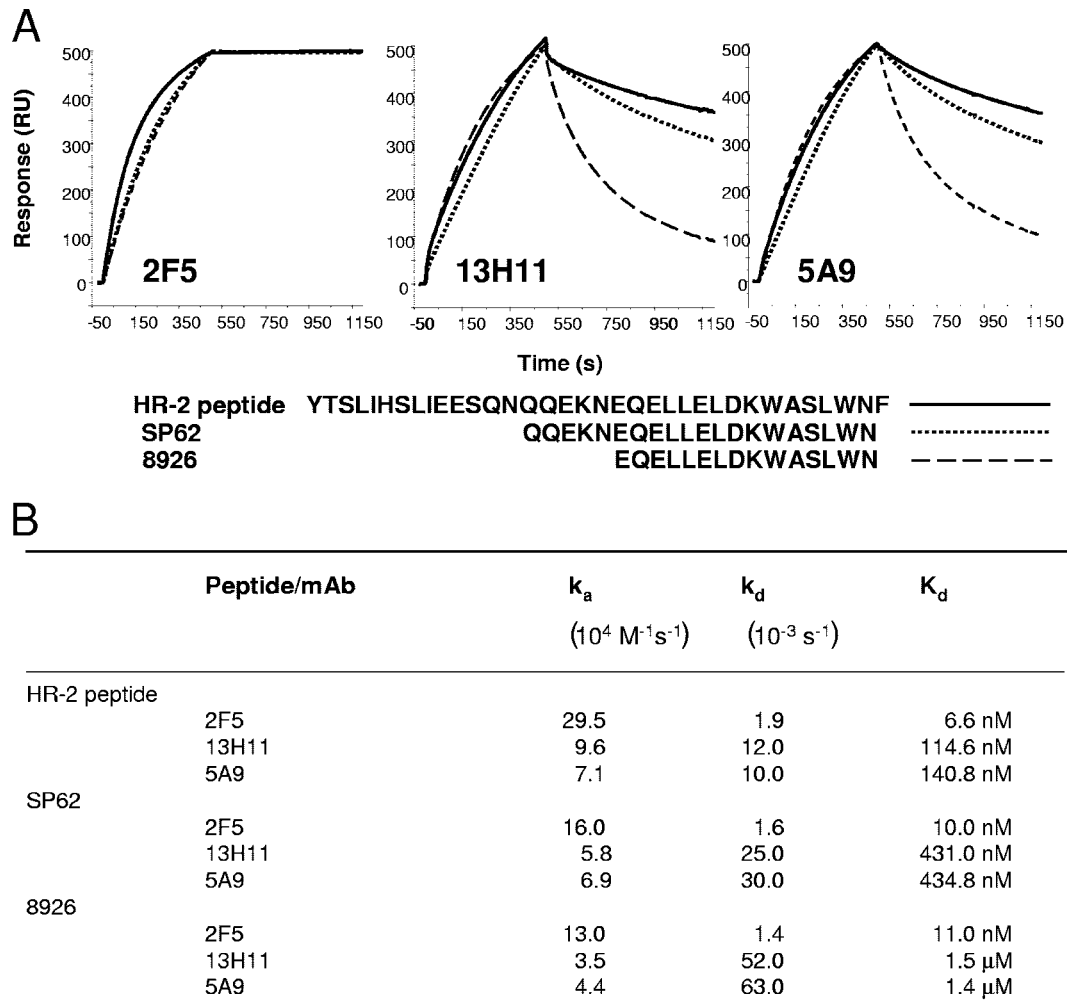 A
Response (RU)
500
400
300
200
100
0
2F5
-50 150 350 550 750 950 1150
500
400
300
200
100
0
13H11
-50 150 350 550 750 950 1150
500
400
300
200
100
0
5A9
-50 150 350 550 750 950 1150
Time (s)
HR-2 peptide YTSLIHSLIEESQNQQEKNEQELLELDKWASLWNF
SP62 QQEKNEQELLELDKWASLWN
8926 EQELLELDKWASLWN
B
Peptide/mAb ka kd Kd
(10⁴ M⁻¹s⁻¹) (10⁻³ s⁻¹)
HR-2 peptide
2F5 29.5 1.9 6.6 nM
13H11 9.6 12.0 114.6 nM
5A9 7.1 10.0 140.8 nM
SP62
2F5 16.0 1.6 10.0 nM
13H11 5.8 25.0 431.0 nM
5A9 6.9 30.0 434.8 nM
8926
2F5 13.0 1.4 11.0 nM
13H11 3.5 52.0 1.5 μM
5A9 4.4 63.0 1.4 μM